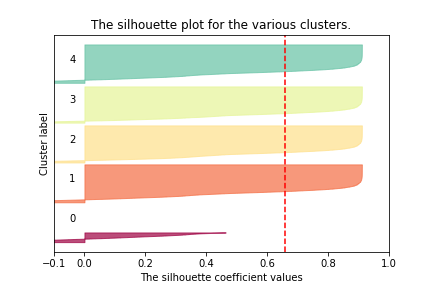 The silhouette plot for the various clusters.
Cluster label
4
3
2
1
0
−0.1 0.0 0.2 0.4 0.6 0.8 1.0
The silhouette coefficient values